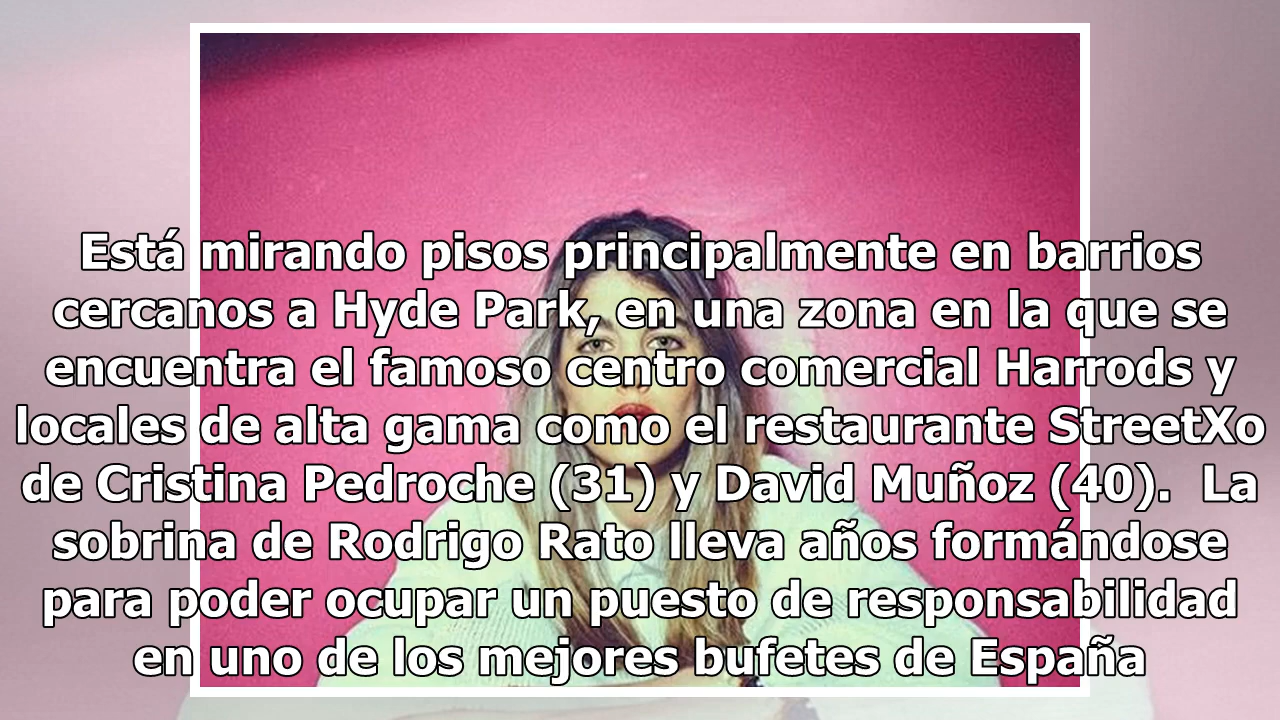 Está mirando pisos principalmente en barrios
cercanos a Hyde Park, en una zona en la que se
encuentra el famoso centro comercial Harrods y
locales de alta gama como el restaurante StreetXo
de Cristina Pedroche (31) y David Muñoz (40).  La
sobrina de Rodrigo Rato lleva años formándose
para poder ocupar un puesto de responsabilidad
en uno de los mejores bufetes de España